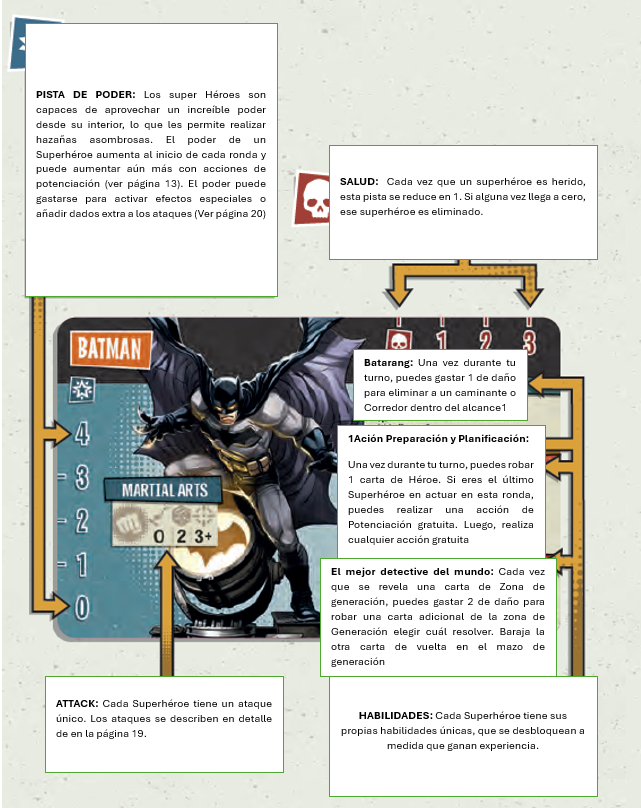 PISTA DE PODER: Los super Héroes son
capaces de aprovechar un increíble poder
desde su interior, lo que les permite realizar
hazañas asombrosas. El poder de un
Superhéroe aumenta al inicio de cada ronda y
puede aumentar aún más con acciones de
potenciación (ver página 13). El poder puede
gastarse para activar efectos especiales o
añadir dados extra a los ataques (Ver página 20)
SALUD: Cada vez que un superhéroe es herido,
esta pista se reduce en 1. Si alguna vez llega a cero,
ese superhéroe es eliminado.
BATMAN
1 2 3
Batarang: Una vez durante tu
turno, puedes gastar 1 de daño
para eliminar a un caminante o
Corredor dentro del alcance1
1Ación Preparación y Planificación:
Una vez durante tu turno, puedes robar
1 carta de Héroe. Si eres el último
Superhéroe en actuar en esta ronda,
puedes realizar una acción de
Potenciación gratuita. Luego, realiza
cualquier acción gratuita
El mejor detective del mundo: Cada vez
que se revela una carta de Zona de
generación, puedes gastar 2 de daño para
robar una carta adicional de la zona de
Generación elegir cuál resolver. Baraja la
otra carta de vuelta en el mazo de
generación
4
3
2
1
0
MARTIAL ARTS
0 2 3+
ATTACK: Cada Superhéroe tiene un ataque
único. Los ataques se describen en detalle
de en la página 19.
HABILIDADES: Cada Superhéroe tiene sus
propias habilidades únicas, que se desbloquean a
medida que ganan experiencia.